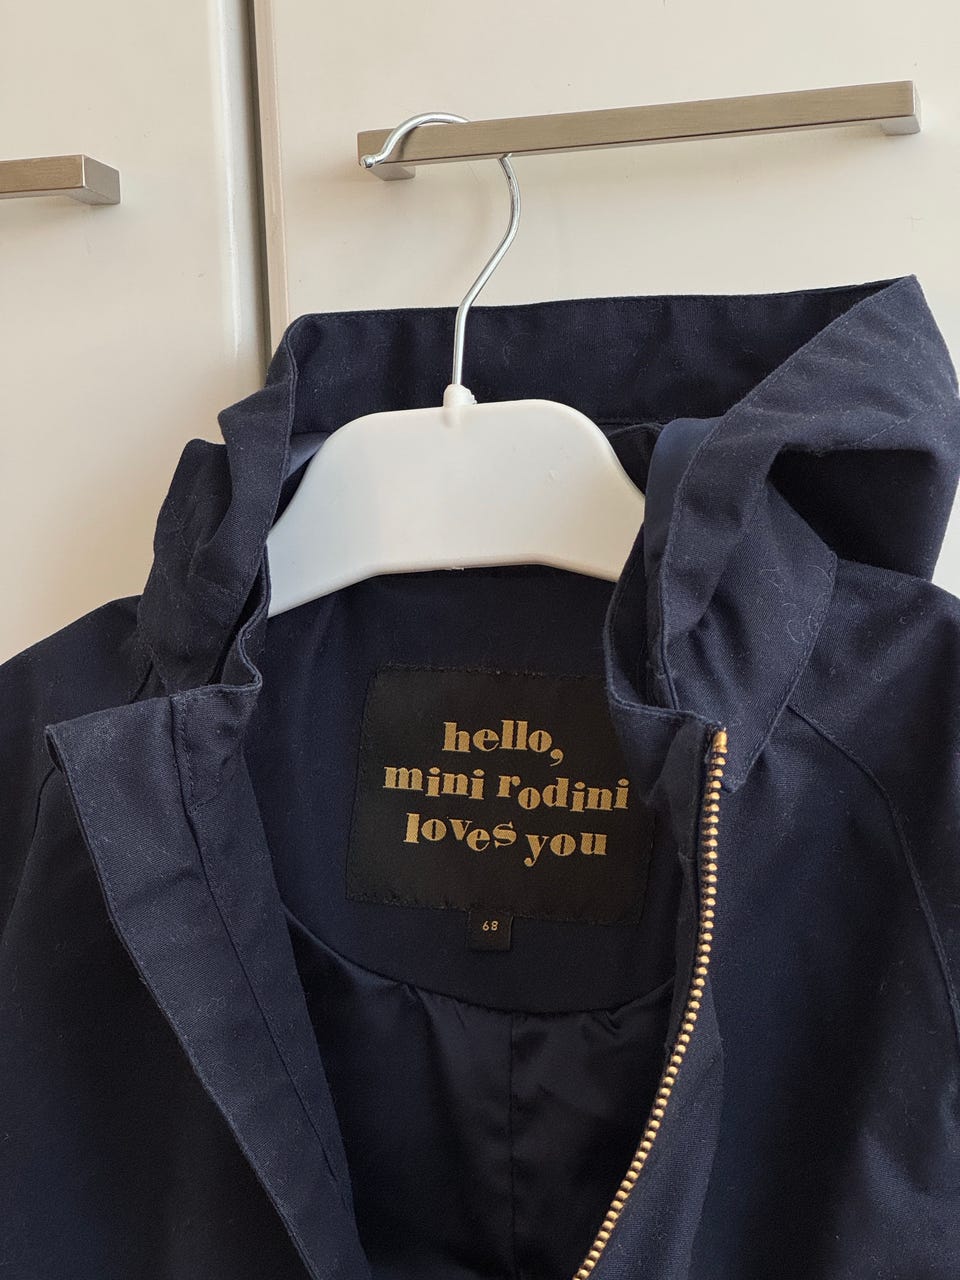 hello,
mini rodini
loves you
68